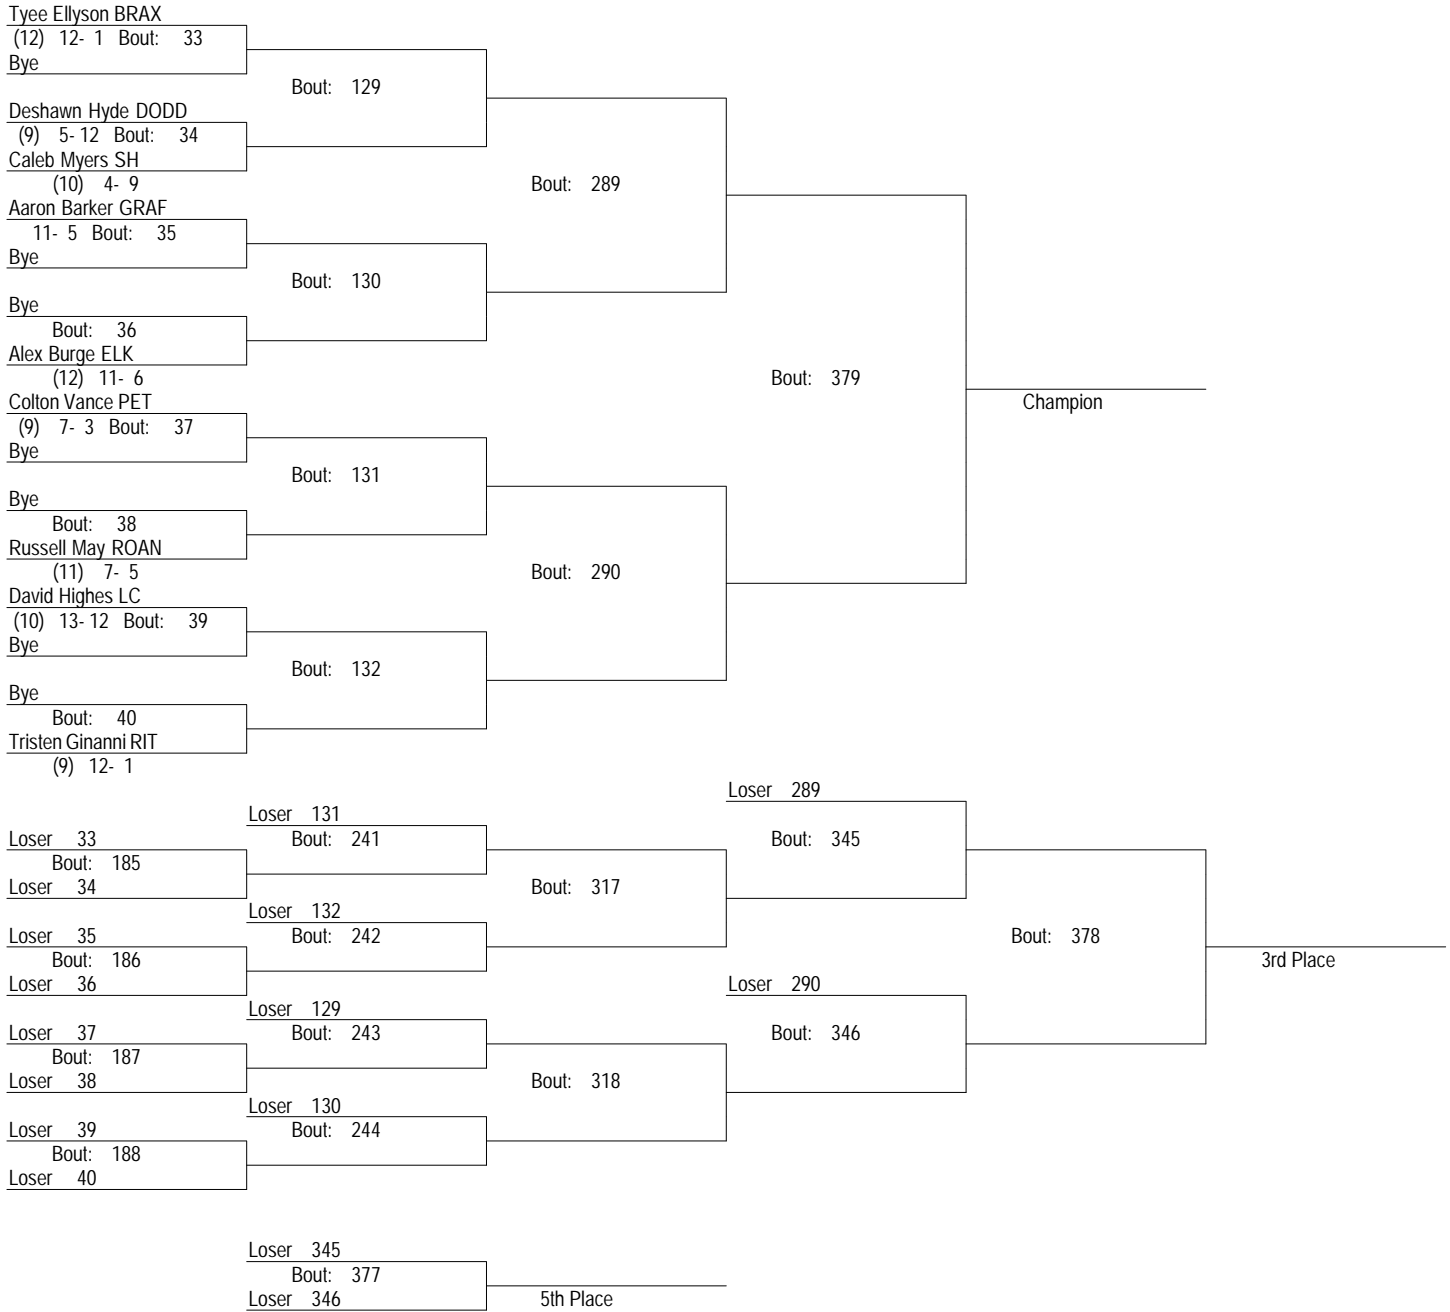 Tyee Ellyson BRAX
(12) 12- 1 Bout: 33
Bye
Bout: 129
Deshawn Hyde DODD
(9) 5- 12 Bout: 34
Caleb Myers SH
(10) 4- 9
Bout: 289
Aaron Barker GRAF
11- 5 Bout: 35
Bye
Bout: 130
Bye
Bout: 36
Alex Burge ELK
(12) 11- 6
Bout: 379
Champion
Colton Vance PET
(9) 7- 3 Bout: 37
Bye
Bout: 131
Bye
Bout: 38
Russell May ROAN
(11) 7- 5
Bout: 290
David Highes LC
(10) 13- 12 Bout: 39
Bye
Bout: 132
Bye
Bout: 40
Tristen Ginanni RIT
(9) 12- 1
Loser 289
Loser 131
Loser 33
Bout: 241
Bout: 345
Bout: 185
Loser 34
Bout: 317
Loser 132
Loser 35
Bout: 242
Bout: 378
Bout: 186
3rd Place
Loser 36
Loser 290
Loser 129
Loser 37
Bout: 243
Bout: 346
Bout: 187
Loser 38
Bout: 318
Loser 130
Loser 39
Bout: 244
Bout: 188
Loser 40
Loser 345
Bout: 377
Loser 346
5th Place